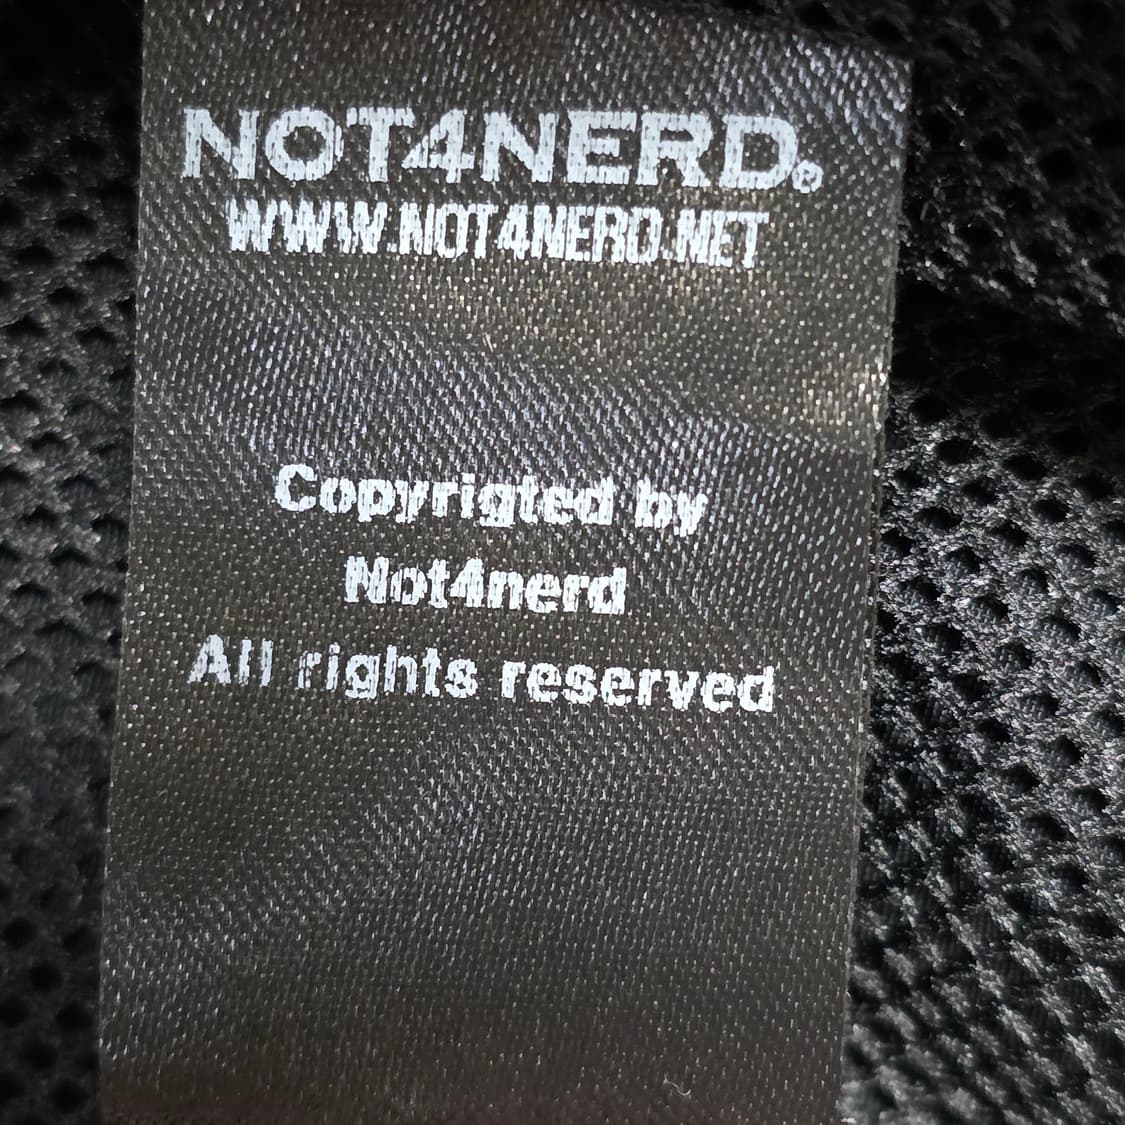 NOT4NERD®
WWW.NOT4NERD.NET
Copyrigted by
Not4nerd
All rights reserved